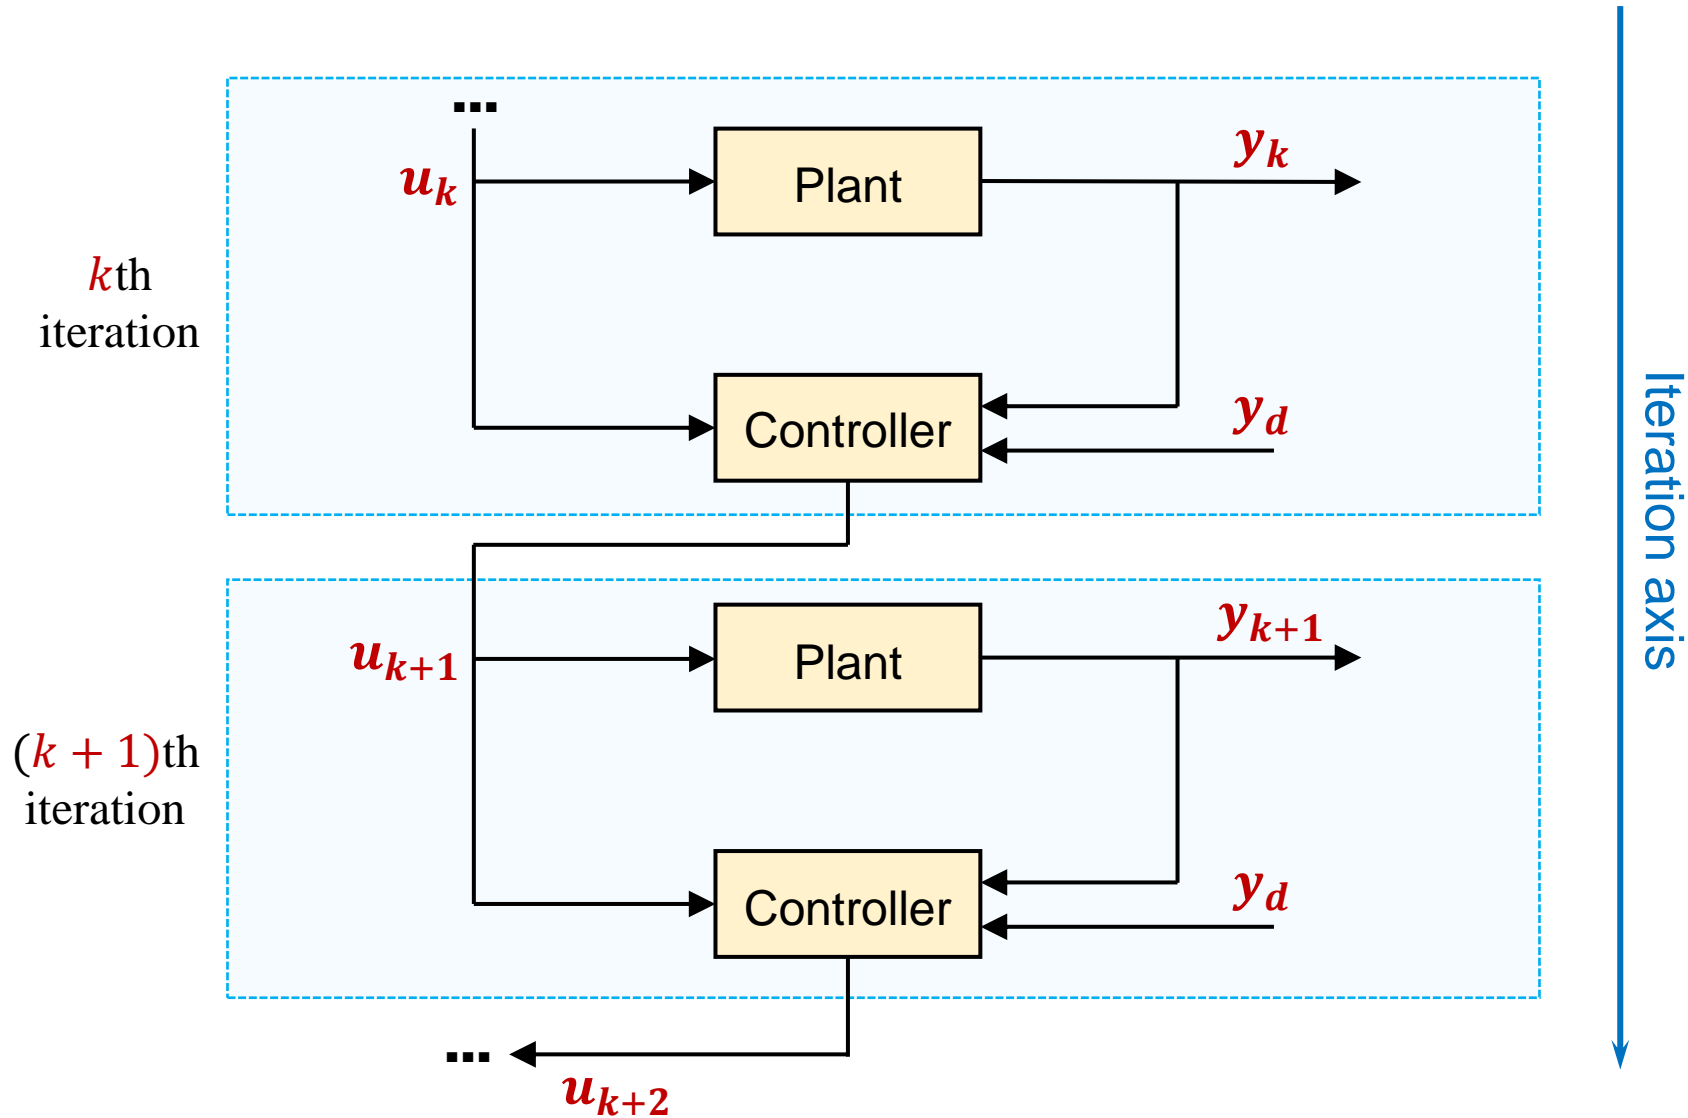 ...
u_k
Plant
y_k
kth
iteration
Controller
y_d
Iteration axis
u_{k+1}
Plant
y_{k+1}
(k + 1)th
iteration
Controller
y_d
...
u_{k+2}